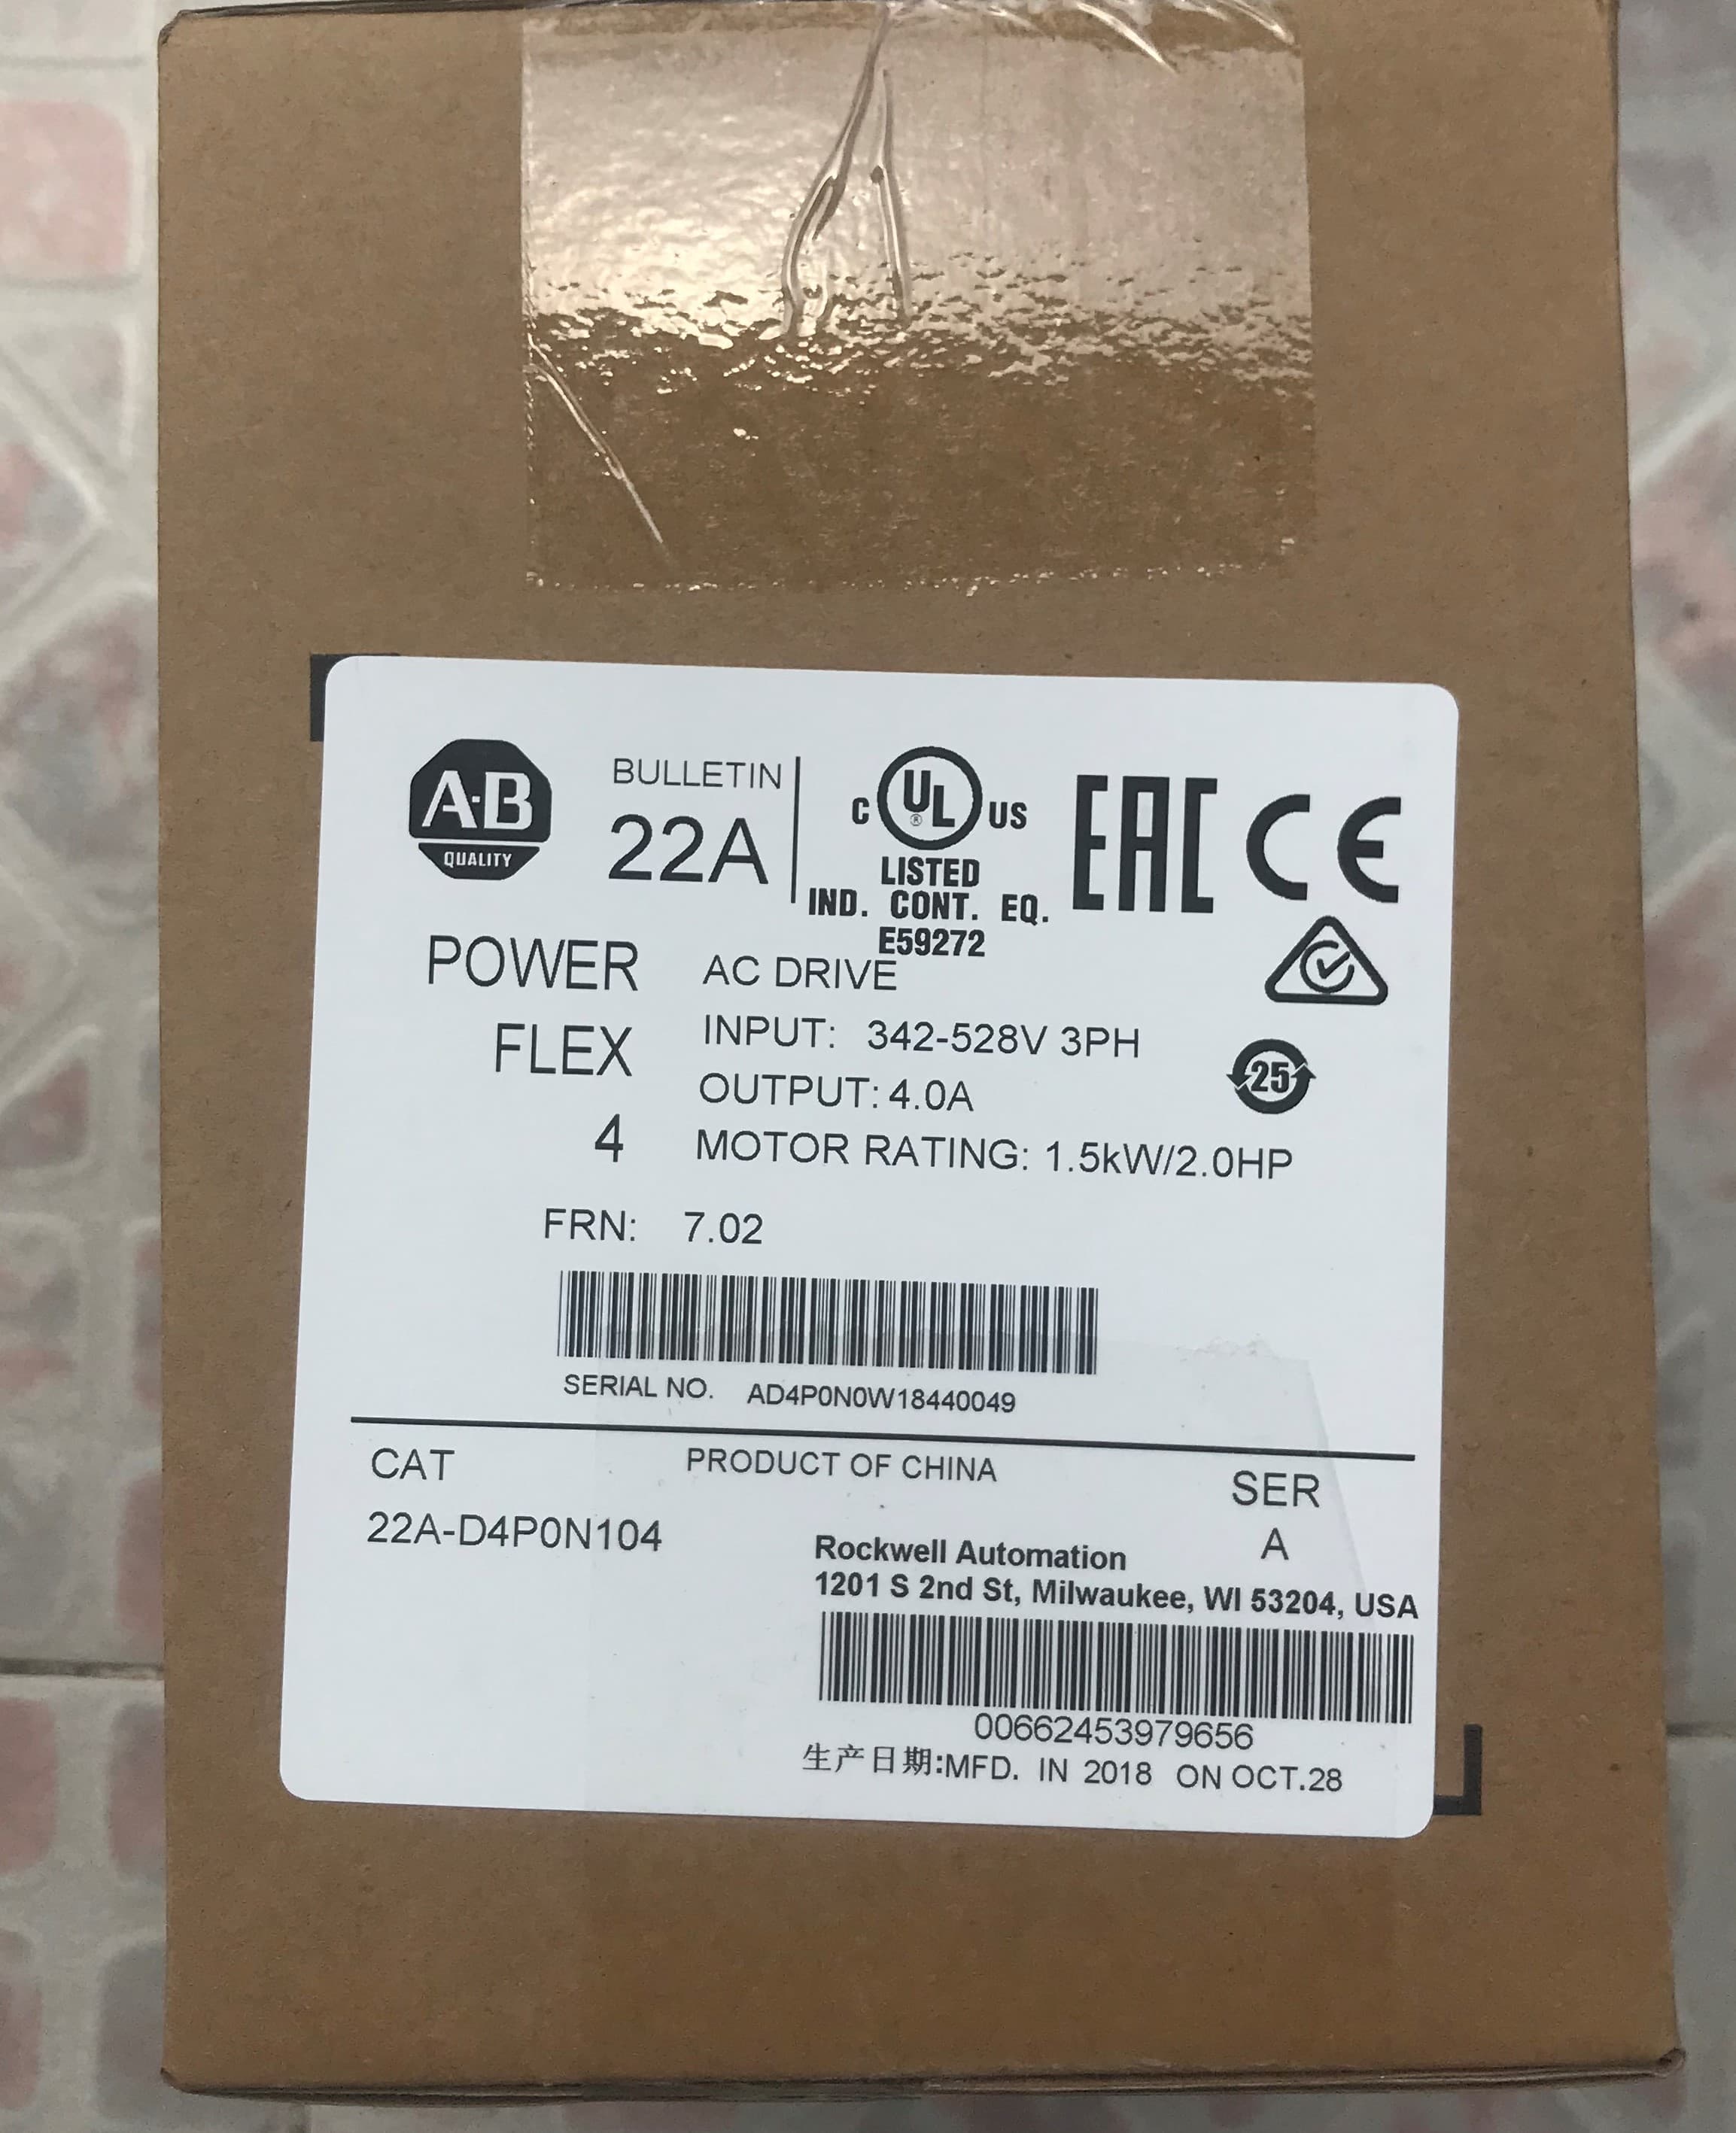 A·B
QUALITY
BULLETIN
22A
C UL® US
LISTED
IND. CONT. EQ.
E59272
EAC CE
POWER
FLEX
4
AC DRIVE
INPUT: 342-528V 3PH
OUTPUT: 4.0A
MOTOR RATING: 1.5kW/2.0HP
25
FRN: 7.02
SERIAL NO. AD4P0N0W18440049
CAT
22A-D4P0N104
PRODUCT OF CHINA
SER
A
Rockwell Automation
1201 S 2nd St, Milwaukee, WI 53204, USA
00662453979656
生产日期:MFD. IN 2018 ON OCT.28